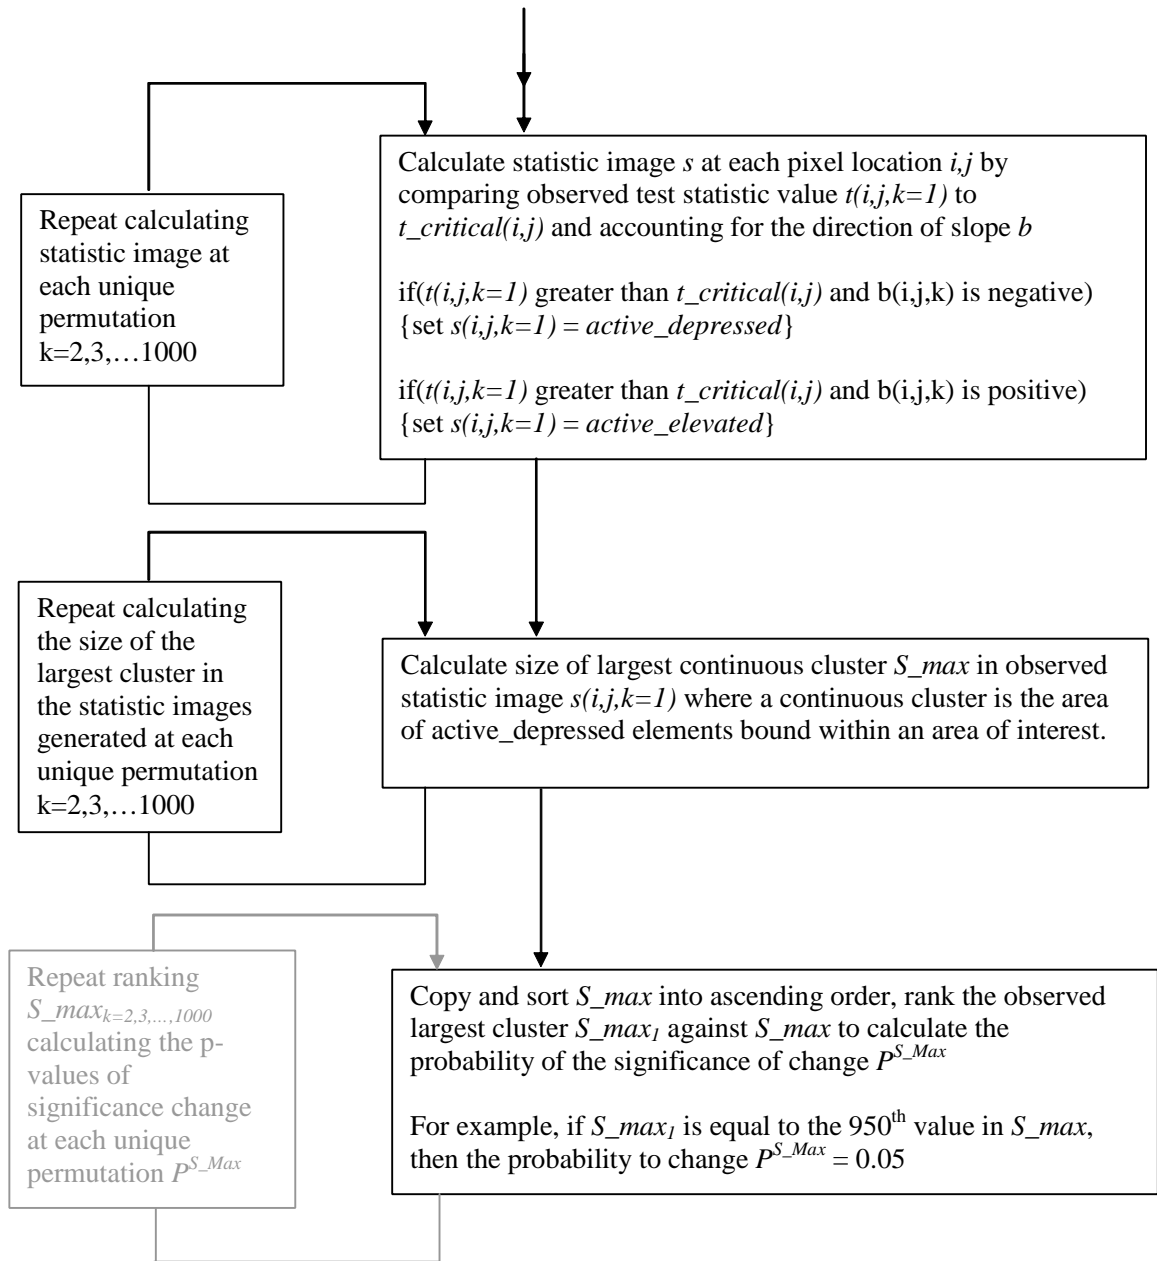 Calculate statistic image s at each pixel location i,j by
comparing observed test statistic value t(i,j,k=1) to
t_critical(i,j) and accounting for the direction of slope b
if(t(i,j,k=1) greater than t_critical(i,j) and b(i,j,k) is negative)
{set s(i,j,k=1) = active_depressed}
if(t(i,j,k=1) greater than t_critical(i,j) and b(i,j,k) is positive)
{set s(i,j,k=1) = active_elevated}
Repeat calculating
statistic image at
each unique
permutation
k=2,3,…1000
Calculate size of largest continuous cluster S_max in observed
statistic image s(i,j,k=1) where a continuous cluster is the area
of active_depressed elements bound within an area of interest.
Repeat calculating
the size of the
largest cluster in
the statistic images
generated at each
unique permutation
k=2,3,…1000
Copy and sort S_max into ascending order, rank the observed
largest cluster S_max₁ against S_max to calculate the
probability of the significance of change P^S_Max
For example, if S_max₁ is equal to the 950th value in S_max,
then the probability to change P^S_Max = 0.05
Repeat ranking
S_max k=2,3,…,1000
calculating the p-
values of
significance change
at each unique
permutation P^S_Max